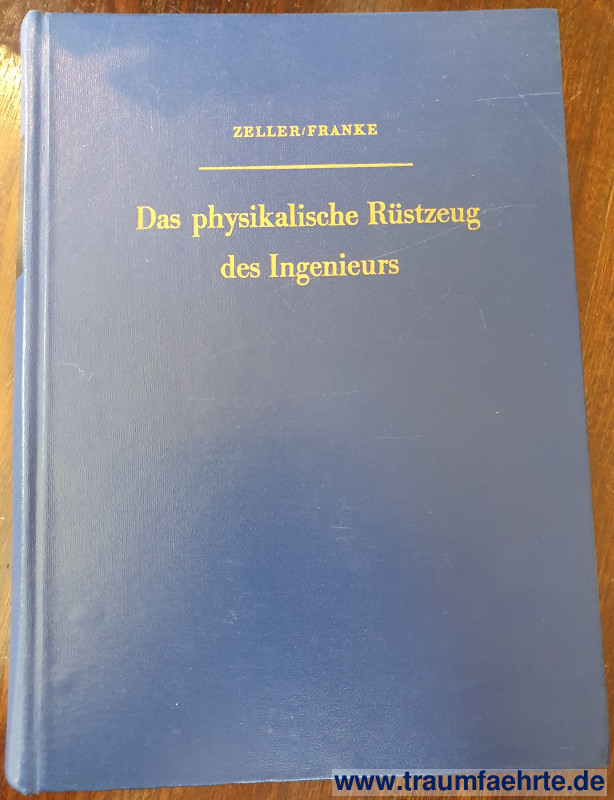 ZELLER/FRANKE
Das physikalische Rüstzeug
des Ingenieurs
www.traumfaehrte.de